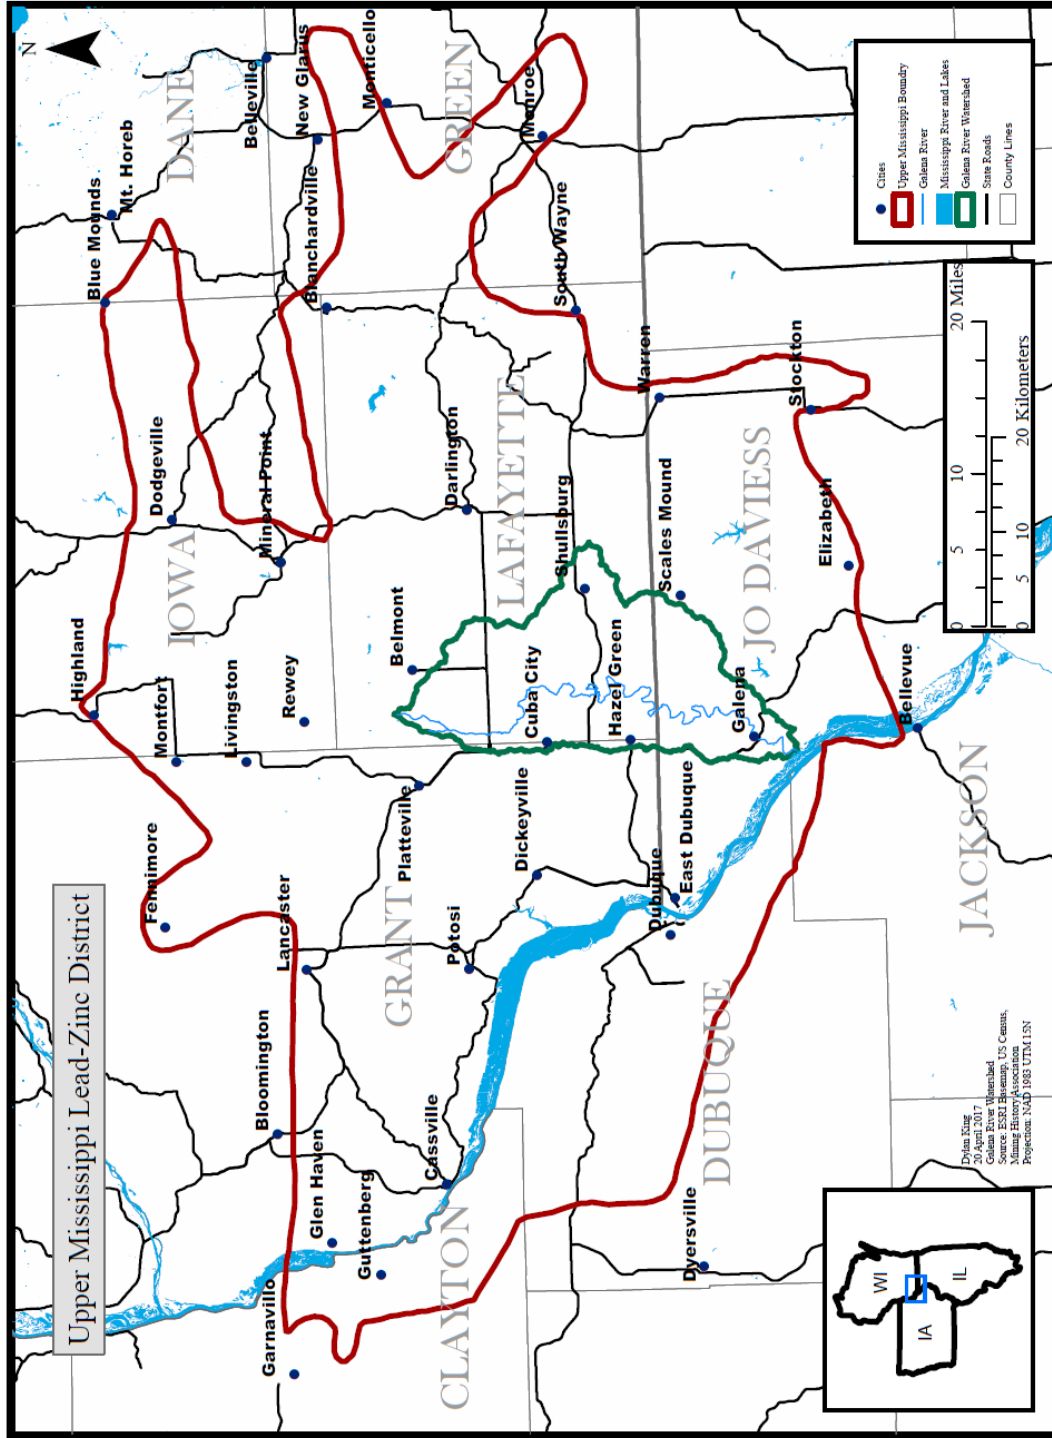 Upper Mississippi Lead-Zinc District
N
Blue Mounds
Mt. Horeb
DANE
Belleville
New Glarus
Monticello
GREEN
Monroe
Blanchardville
South Wayne
Highland
Dodgeville
IOWA
Mineral Point
Montfort
Livingston
Rewey
Belmont
Darlington
LAFAYETTE
Shullsburg
Warren
Stockton
Fennimore
Lancaster
Platteville
GRANT
Dickeyville
Cuba City
Hazel Green
Scales Mound
JO DAVIESS
Elizabeth
Galena
Bloomington
Potosi
Dubuque
East Dubuque
Bellevue
Glen Haven
Garnavillo
Guttenberg
Cassville
CLAYTON
Dyersville
DUBUQUE
JACKSON
Cities
Upper Mississippi Boundry
Galena River
Mississippi River and Lakes
Galena River Watershed
State Roads
County Lines
0 5 10 20 Miles
0 5 10 20 Kilometers
WI
IA
IL
Dylan King
20 April 2017
Galena River Watershed
Source: ESRI Basemap, US Census,
Mining History Association
Projection: NAD 1983 UTM 15N